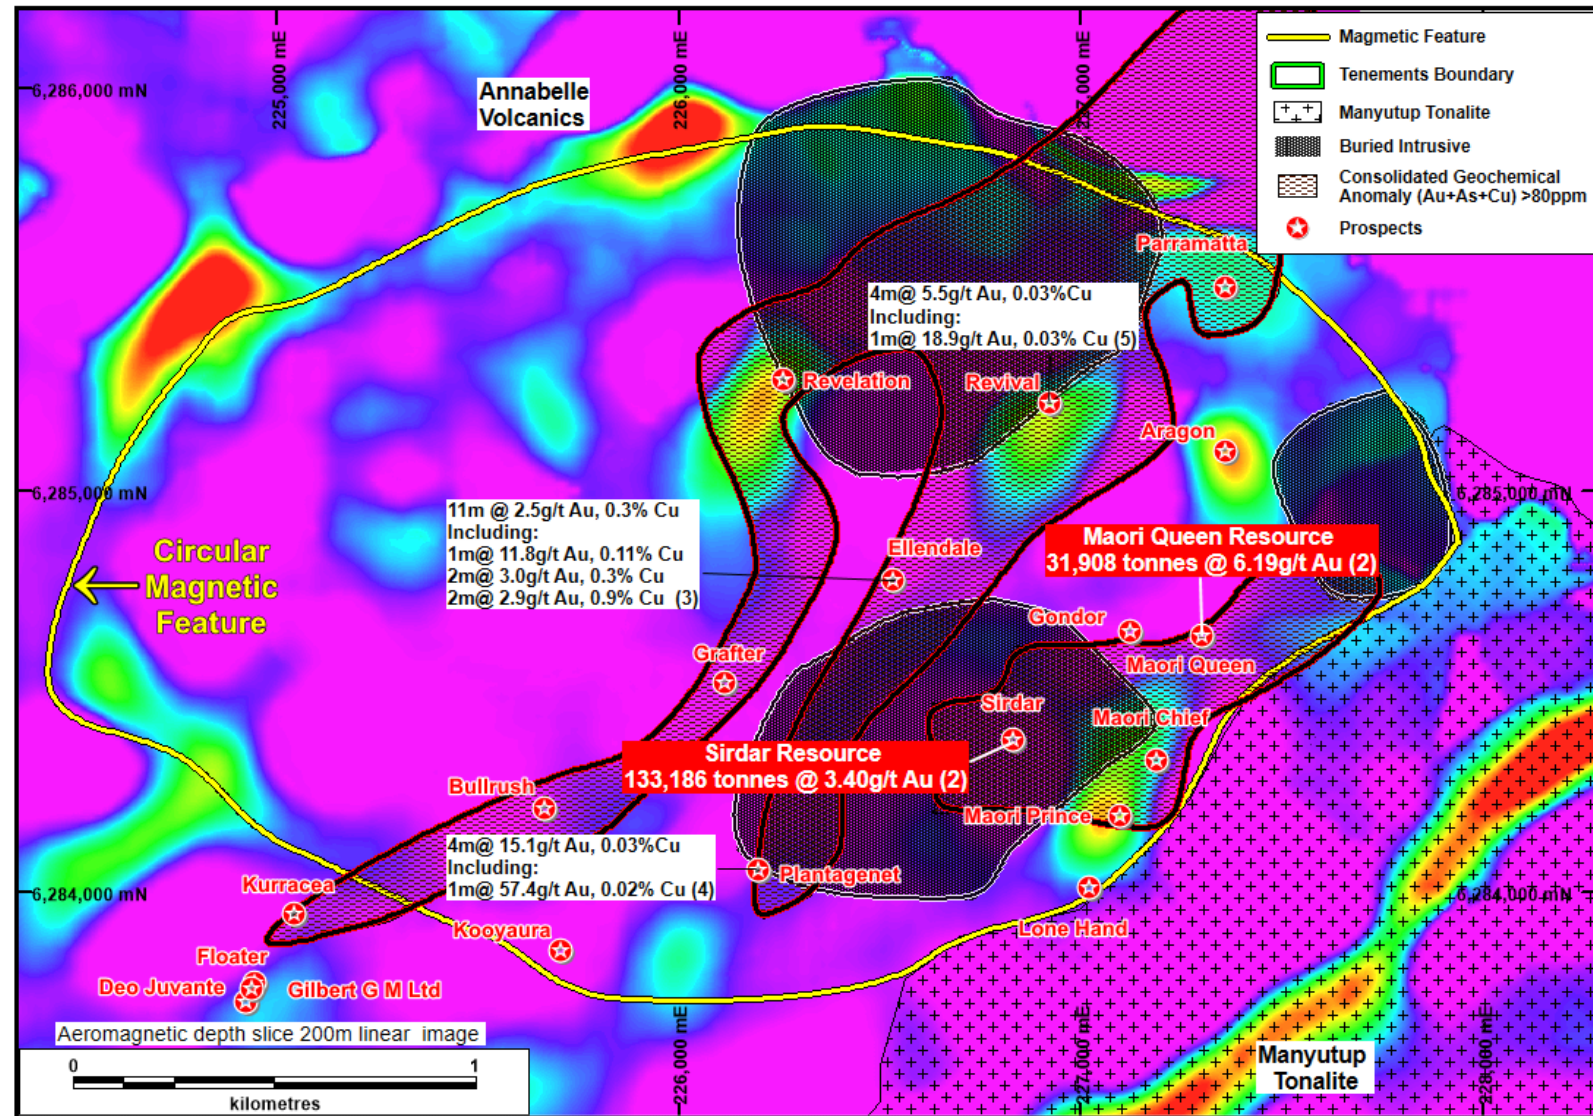 225,000 mE
226,000 mE
227,000 mE
6,286,000 mN
Annabelle
Volcanics
Magmetic Feature
Tenements Boundary
Manyutup Tonalite
Buried Intrusive
Consolidated Geochemical
Anomaly (Au+As+Cu) >80ppm
Prospects
Parramatta
4m@ 5.5g/t Au, 0.03%Cu
Including:
1m@ 18.9g/t Au, 0.03% Cu (5)
Revelation
Revival
Aragon
6,285,000 mN
6,285,000 mN
11m @ 2.5g/t Au, 0.3% Cu
Including:
1m@ 11.8g/t Au, 0.11% Cu
2m@ 3.0g/t Au, 0.3% Cu
2m@ 2.9g/t Au, 0.9% Cu (3)
Circular
Magnetic
Feature
Ellendale
Maori Queen Resource
31,908 tonnes @ 6.19g/t Au (2)
Gondor
Maori Queen
Grafter
Sirdar
Maori Chief
Sirdar Resource
133,186 tonnes @ 3.40g/t Au (2)
Bullrush
Maori Prince
4m@ 15.1g/t Au, 0.03%Cu
Including:
1m@ 57.4g/t Au, 0.02% Cu (4)
Plantagenet
Kurracea
6,284,000 mN
6,284,000 mN
Kooyaura
Lone Hand
Floater
Deo Juvante
Gilbert G M Ltd
Aeromagnetic depth slice 200m linear image
0
1
kilometres
226,000 mE
227,000 mE
228,000 mE
Manyutup
Tonalite